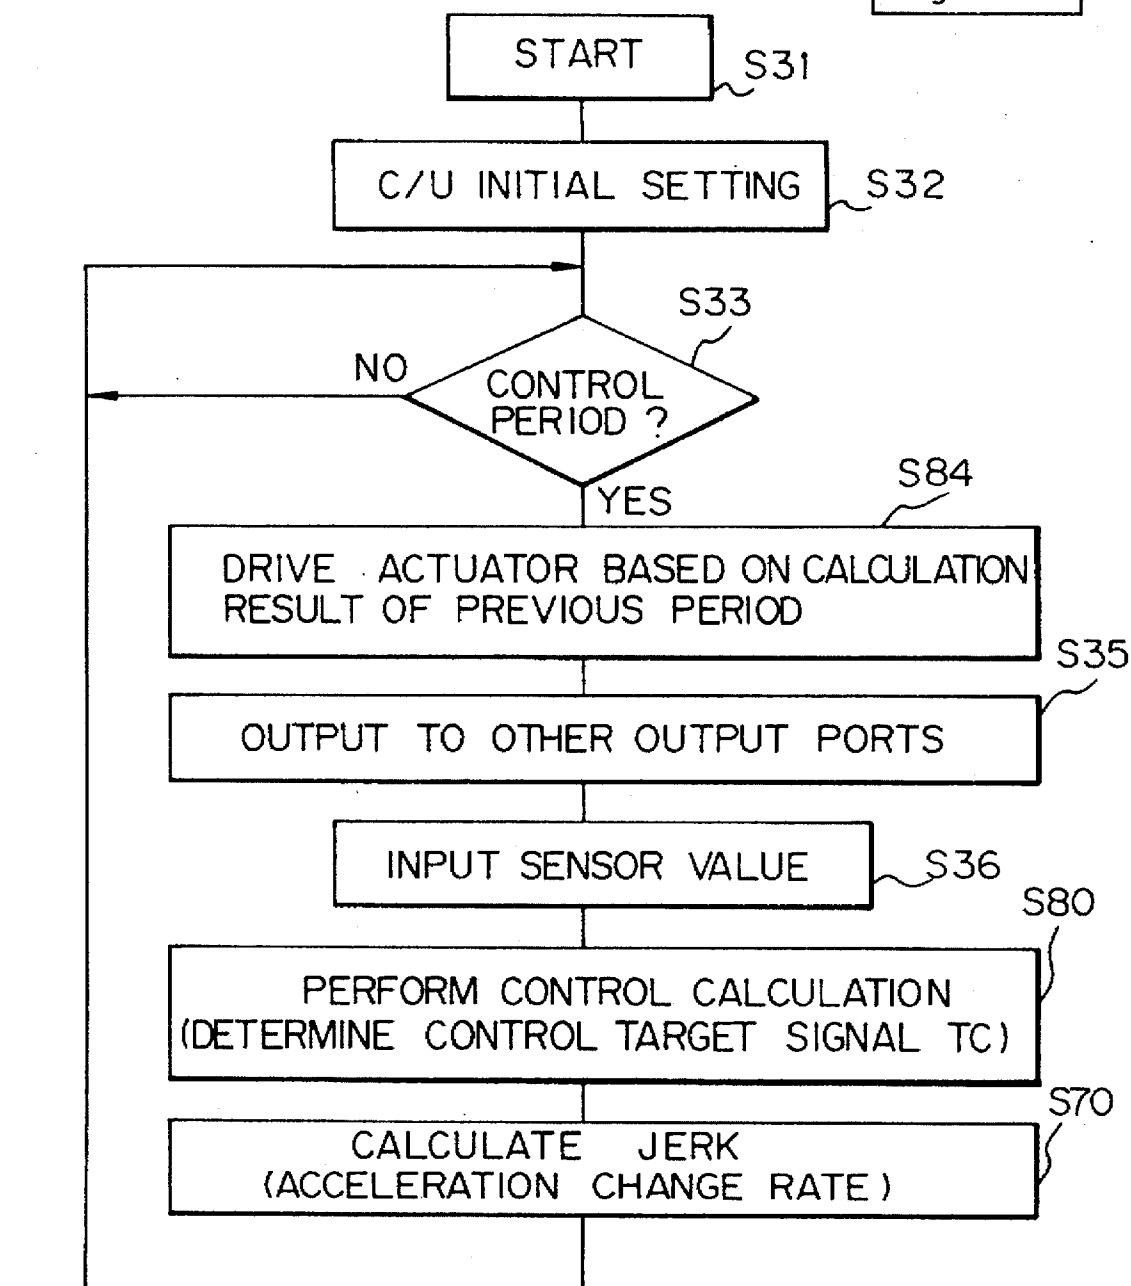 START
S31
C/U INITIAL SETTING
S32
S33
NO
CONTROL
PERIOD ?
YES
S84
DRIVE ACTUATOR BASED ON CALCULATION
RESULT OF PREVIOUS PERIOD
S35
OUTPUT TO OTHER OUTPUT PORTS
INPUT SENSOR VALUE
S36
S80
PERFORM CONTROL CALCULATION
(DETERMINE CONTROL TARGET SIGNAL TC)
S70
CALCULATE JERK
(ACCELERATION CHANGE RATE)